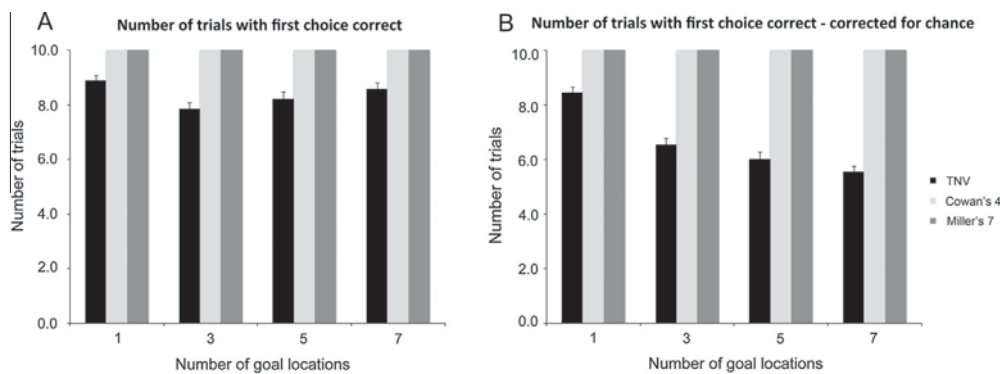 A
Number of trials with first choice correct
10.0
8.0
6.0
4.0
2.0
0.0
Number of trials
1 3 5 7
Number of goal locations
B
Number of trials with first choice correct - corrected for chance
10.0
8.0
6.0
4.0
2.0
0.0
Number of trials
1 3 5 7
Number of goal locations
TNV
Cowan's 4
Miller's 7